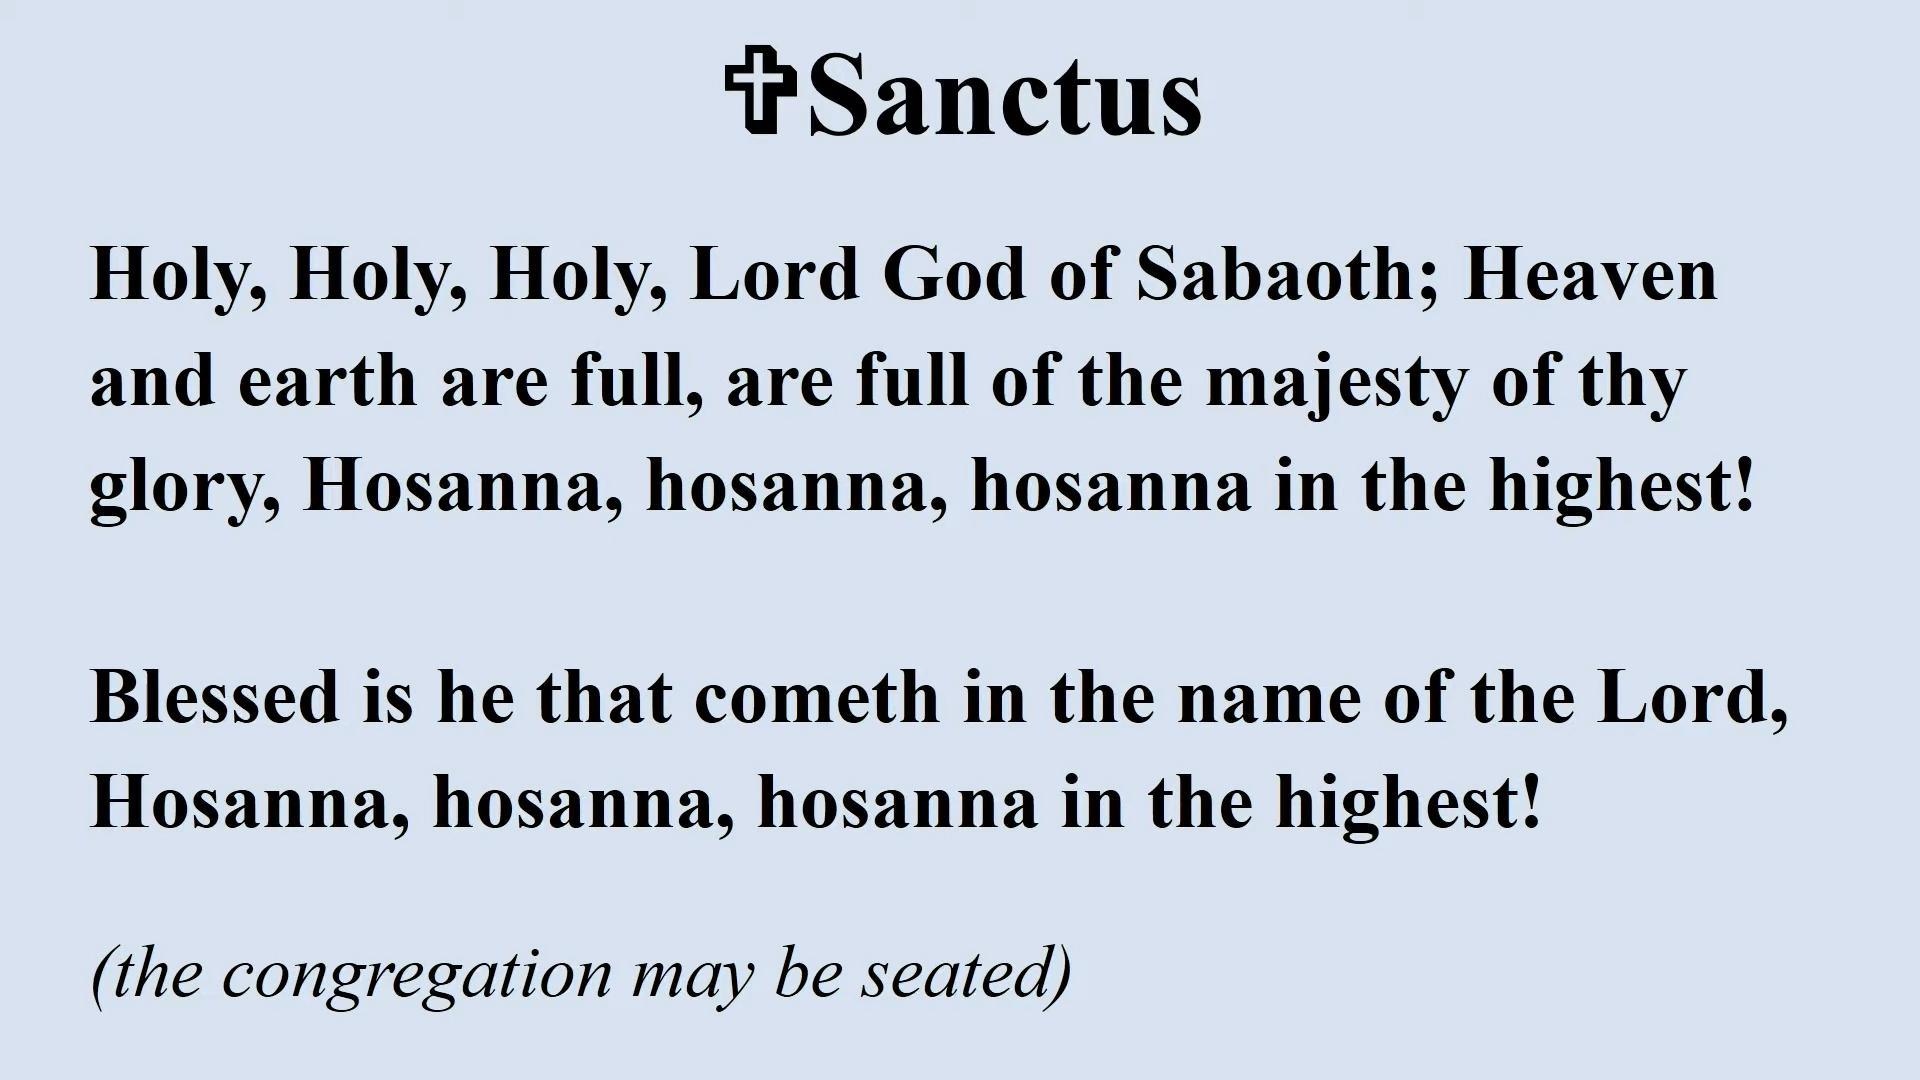 ✞Sanctus
Holy, Holy, Holy, Lord God of Sabaoth; Heaven
and earth are full, are full of the majesty of thy
glory, Hosanna, hosanna, hosanna in the highest!
Blessed is he that cometh in the name of the Lord,
Hosanna, hosanna, hosanna in the highest!
(the congregation may be seated)